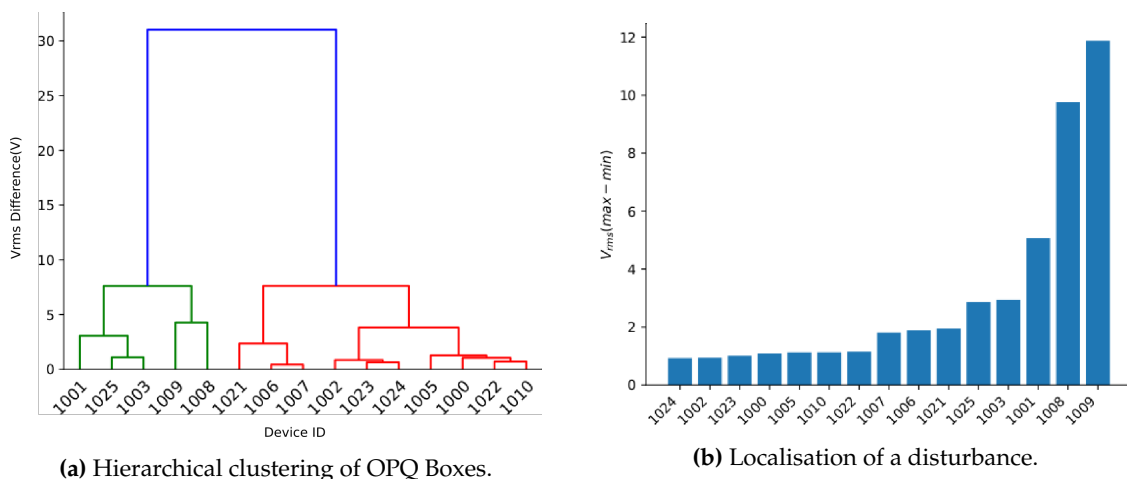 30
25
20
15
10
5
0
Vrms Difference(V)
1001 1025 1003 1009 1008 1021 1006 1007 1002 1023 1024 1005 1000 1022 1010
Device ID
(a) Hierarchical clustering of OPQ Boxes.
12
10
8
6
4
2
0
Vrms(max − min)
1024 1002 1023 1000 1005 1010 1022 1007 1006 1021 1025 1003 1001 1008 1009
(b) Localisation of a disturbance.